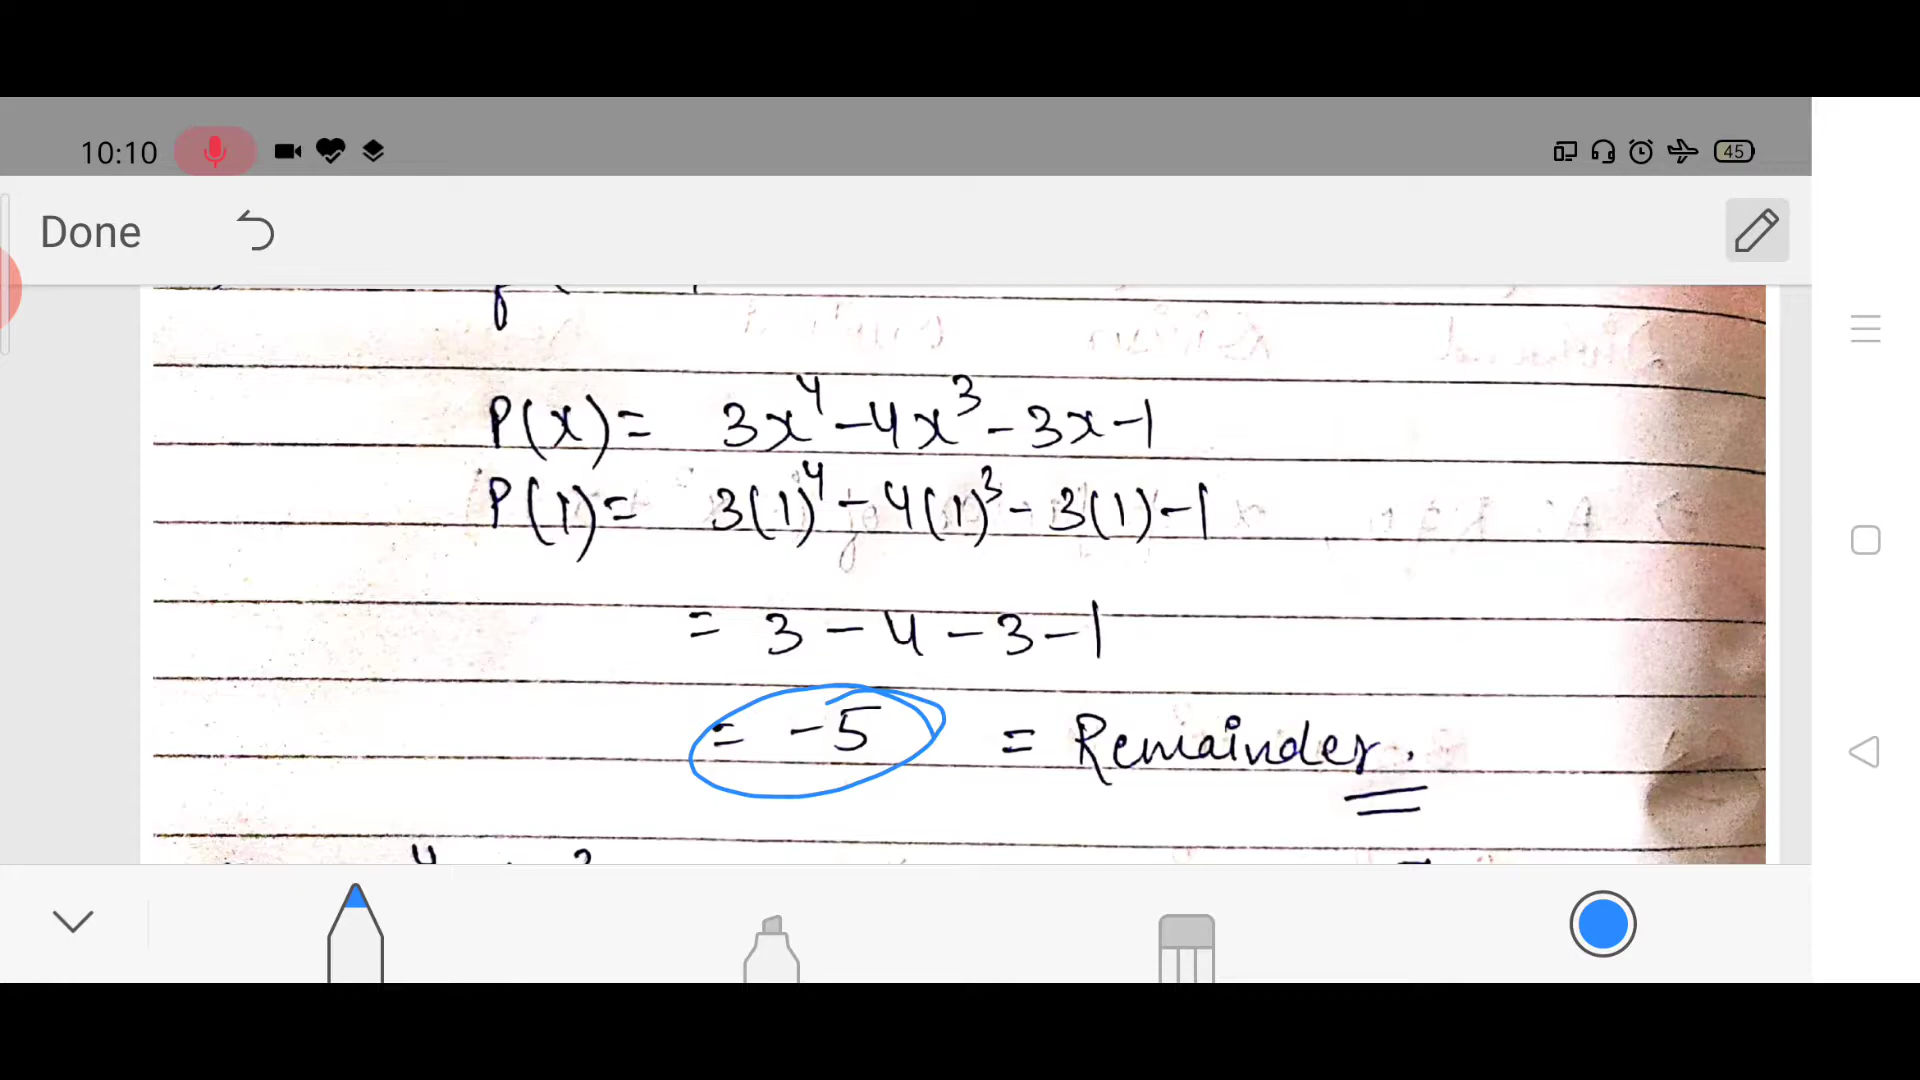 10:10 45
Done
P(x) = 3x⁴ - 4x³ - 3x - 1
P(1) = 3(1)⁴ - 4(1)³ - 3(1) - 1
= 3 - 4 - 3 - 1
= -5 = Remainder.